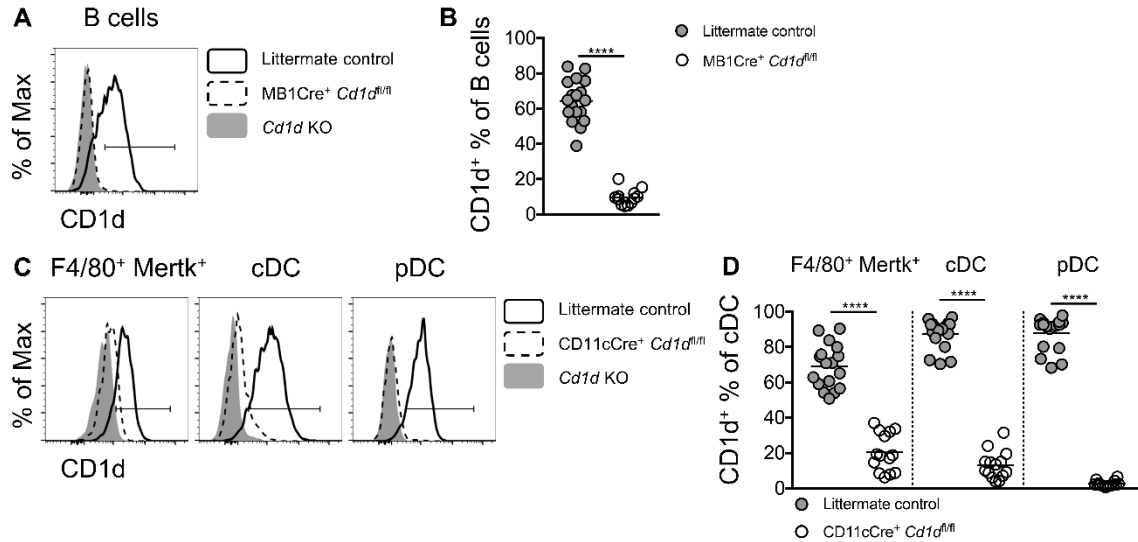 A
B cells
% of Max
CD1d
Littermate control
MB1Cre⁺ Cd1dfl/fl
Cd1d KO
B
CD1d⁺ % of B cells
100
80
60
40
20
0
****
Littermate control
MB1Cre⁺ Cd1dfl/fl
C
F4/80⁺ Mertk⁺ cDC pDC
% of Max
CD1d
Littermate control
CD11cCre⁺ Cd1dfl/fl
Cd1d KO
D
F4/80⁺ Mertk⁺ cDC pDC
CD1d⁺ % of cDC
100
80
60
40
20
0
**** **** ****
Littermate control
CD11cCre⁺ Cd1dfl/fl